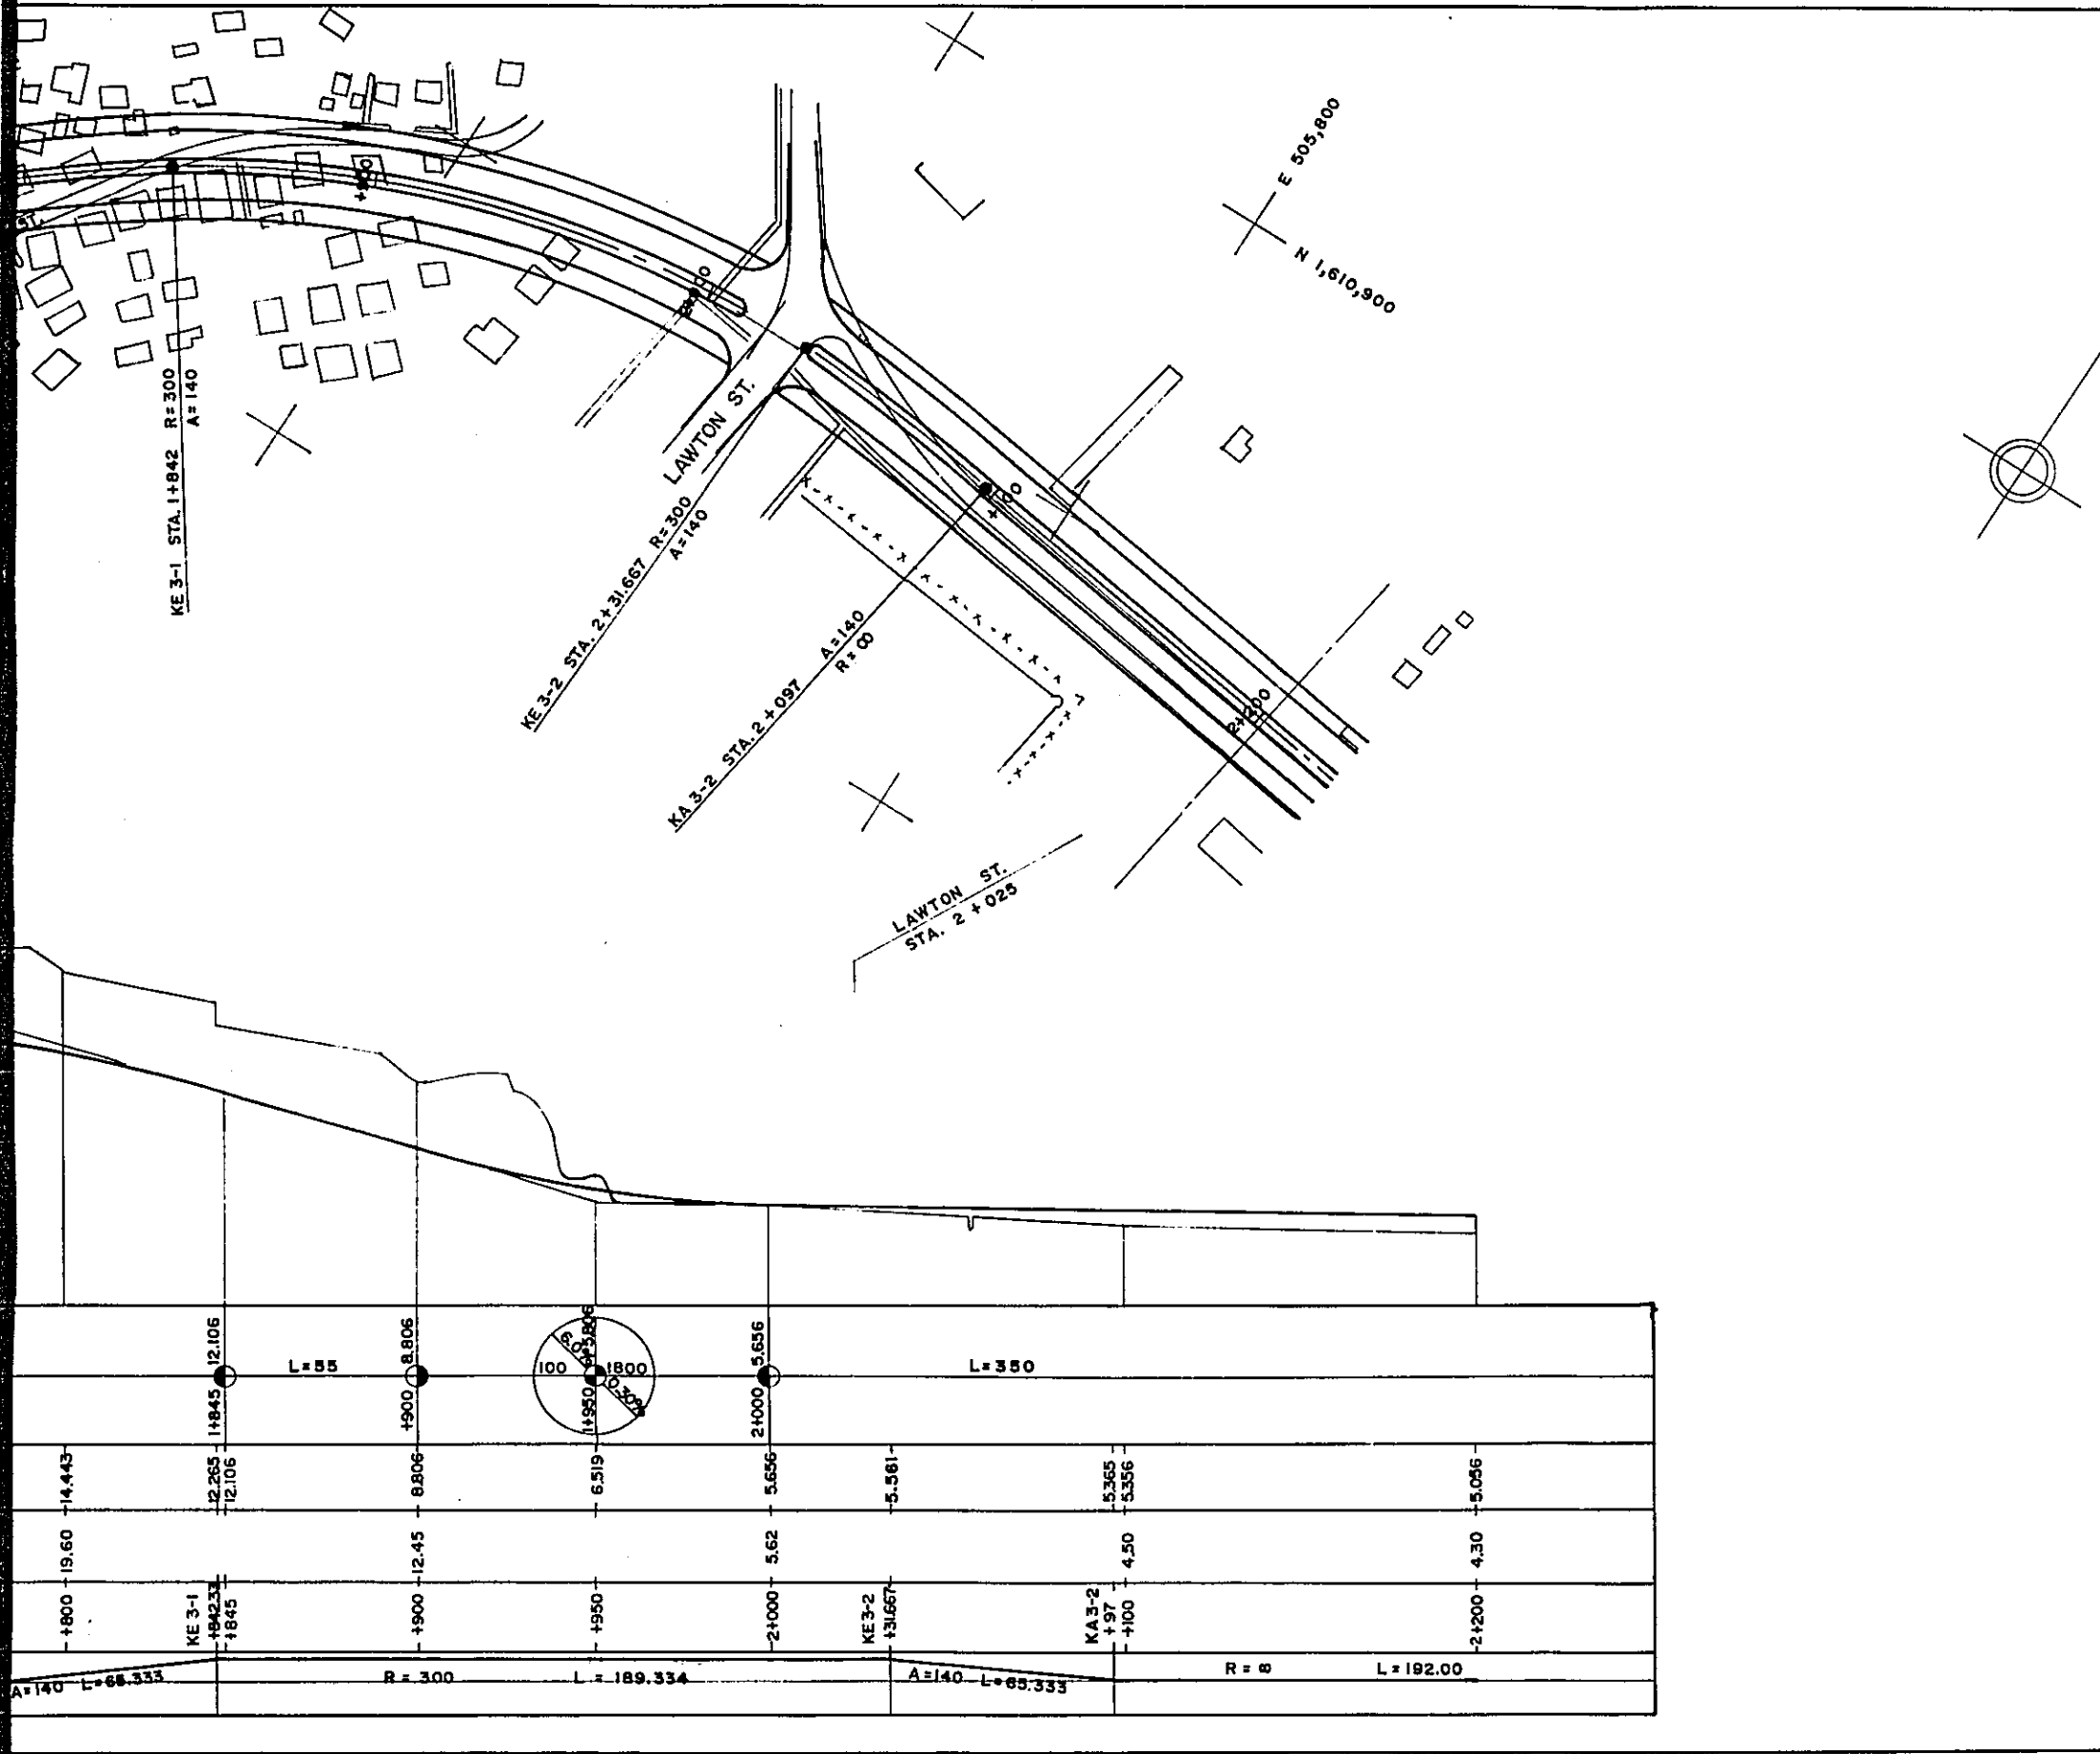 E 505,800
N 1,610,900
LAWTON ST.
KE 3-1 STA. 1+842 R=300
A=140
KE 3-2 STA. 2+31.667 R=300
A=140
KA 3-2 STA. 2+097 A=140
R=∞
2+200
LAWTON ST.
STA. 2+025
1+845 12.106
L=55
+900 8.806
100
1800
0.30%
1+950
2+000 5.656
L=350
14.443
12.265
12.106
8.806
6.519
5.656
5.561
5.365
5.356
5.056
19.60
12.45
5.62
4.50
4.30
+800
KE 3-1
+842.33
+845
+900
+950
2+000
KE3-2
+31.667
KA3-2
+97
+100
2+200
A=140 L=65.333
R=300 L=189.334
A=140 L=65.333
R=∞ L=192.00